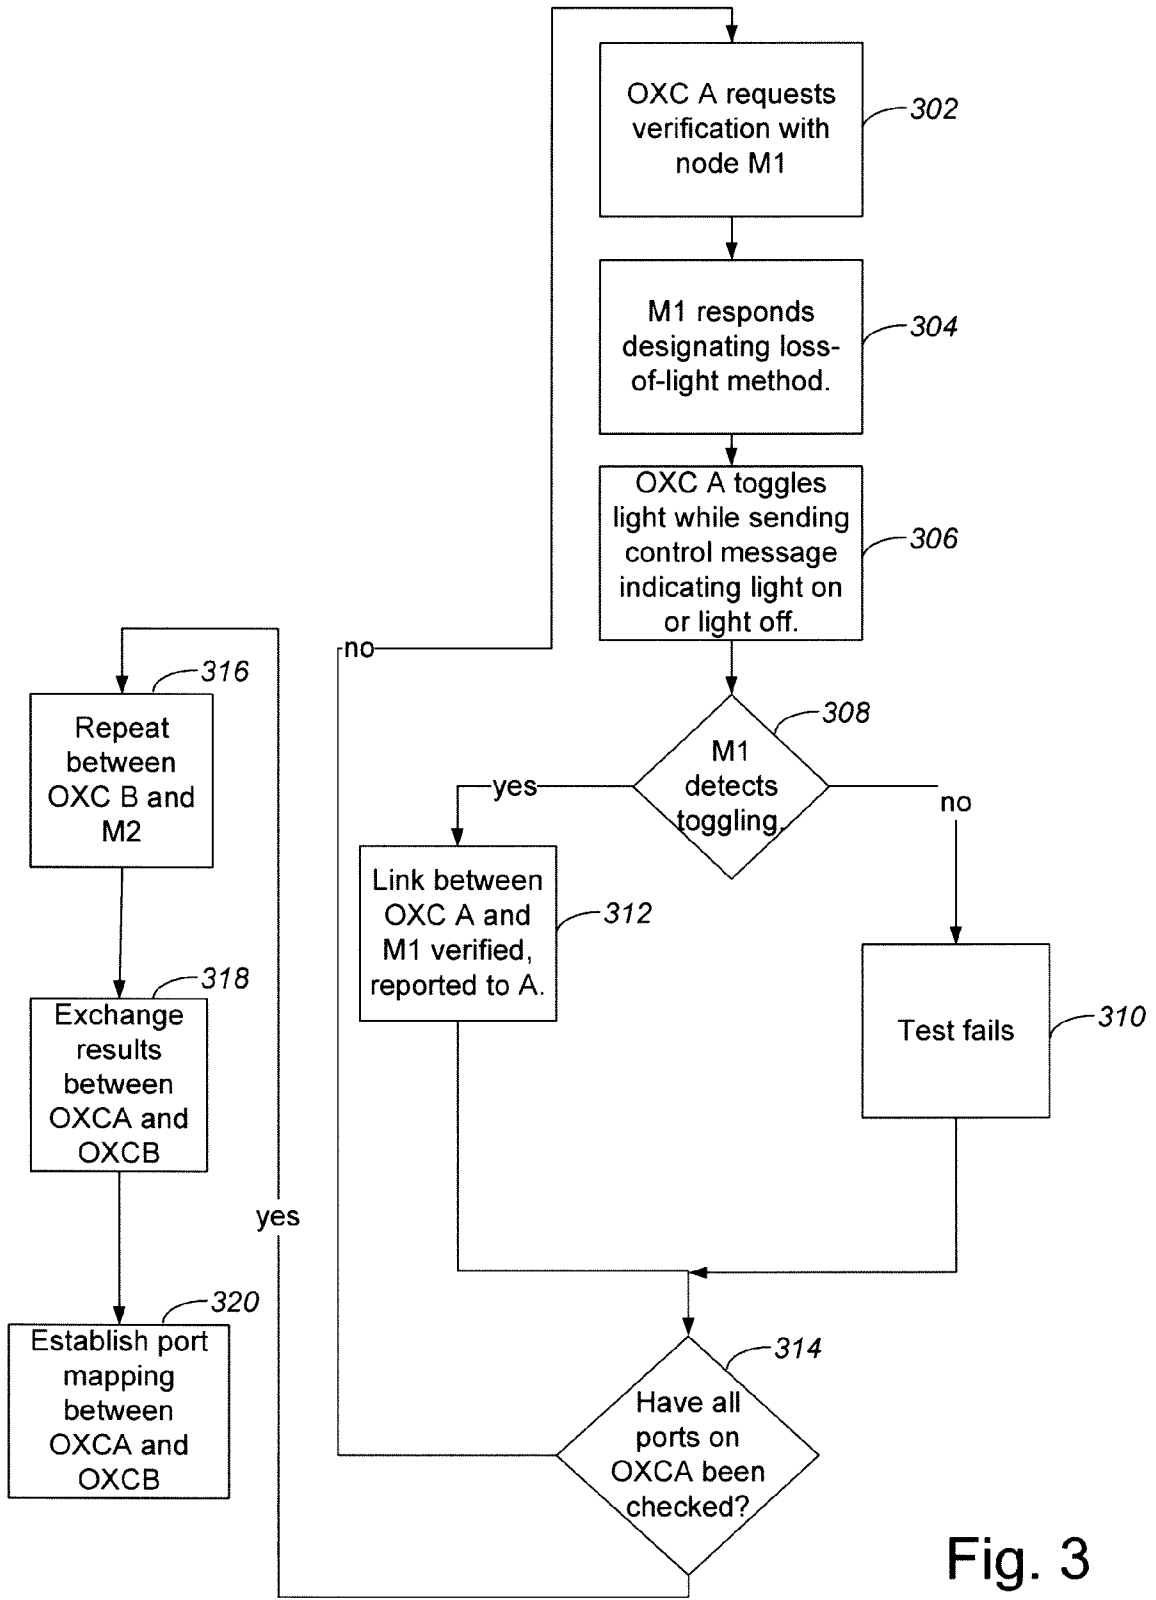 OXC A requests
verification with
node M1
302
M1 responds
designating loss-
of-light method.
304
OXC A toggles
light while sending
control message
indicating light on
or light off.
306
no
316
Repeat
between
OXC B and
M2
308
M1
detects
toggling.
yes
no
Link between
OXC A and
M1 verified,
reported to A.
312
318
Exchange
results
between
OXCA and
OXCB
Test fails
310
yes
320
Establish port
mapping
between
OXCA and
OXCB
314
Have all
ports on
OXCA been
checked?
Fig. 3